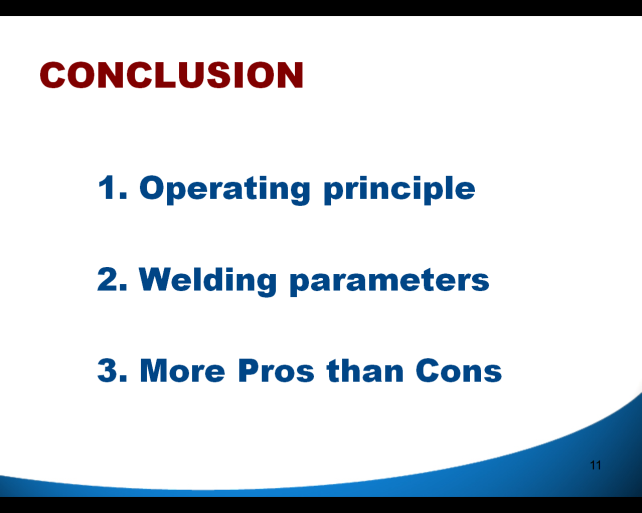 CONCLUSION
1. Operating principle
2. Welding parameters
3. More Pros than Cons
11